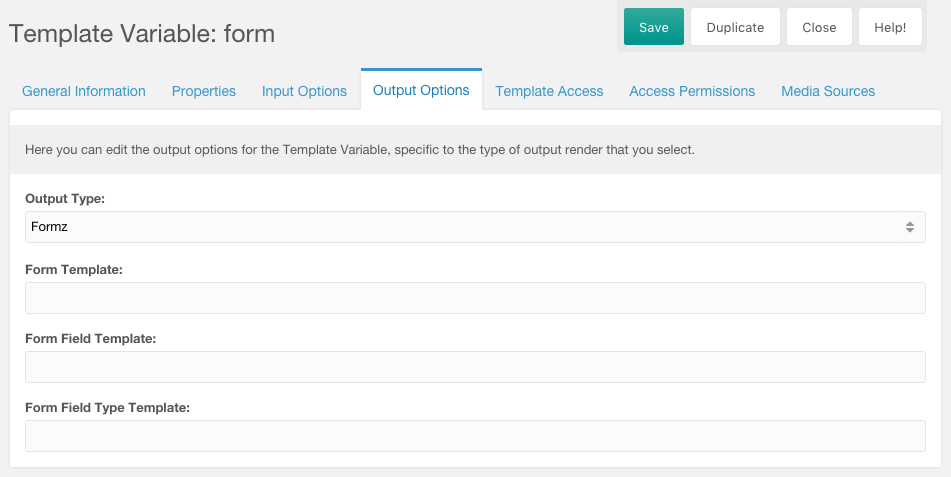 Template Variable: form
Save Duplicate Close Help!
General Information Properties Input Options Output Options Template Access Access Permissions Media Sources
Here you can edit the output options for the Template Variable, specific to the type of output render that you select.
Output Type:
Formz
Form Template:
Form Field Template:
Form Field Type Template: